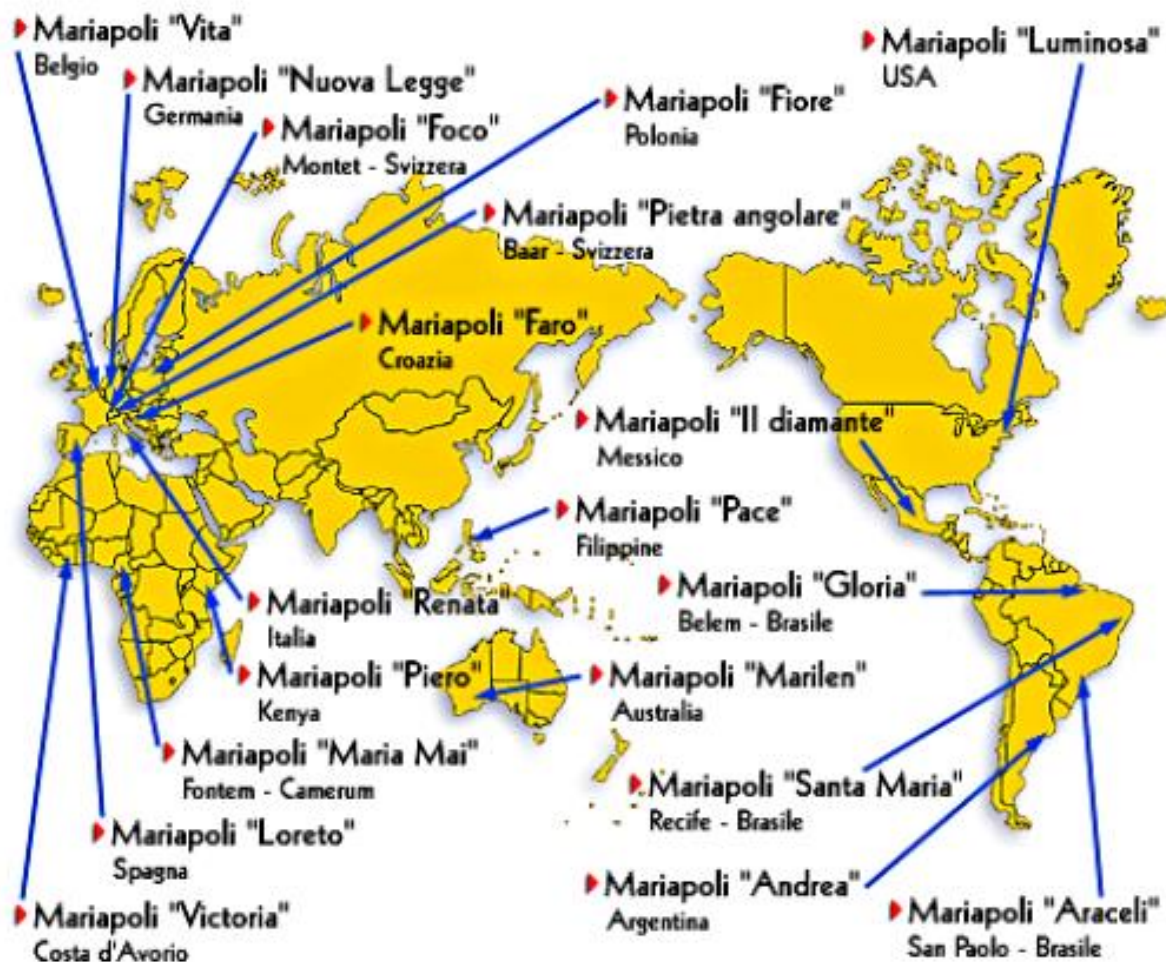 Mariapoli "Vita"
Belgio
Mariapoli "Luminosa"
USA
Mariapoli "Nuova Legge"
Germania
Mariapoli "Fiore"
Polonia
Mariapoli "Foco"
Montet - Svizzera
Mariapoli "Pietra angolare"
Baar - Svizzera
Mariapoli "Faro"
Croazia
Mariapoli "Il diamante"
Messico
Mariapoli "Pace"
Filippine
Mariapoli "Gloria"
Belem - Brasile
Mariapoli "Renata"
Italia
Mariapoli "Piero"
Kenya
Mariapoli "Marilen"
Australia
Mariapoli "Maria Mai"
Fontem - Camerum
Mariapoli "Santa Maria"
Recife - Brasile
Mariapoli "Loreto"
Spagna
Mariapoli "Andrea"
Argentina
Mariapoli "Victoria"
Costa d'Avorio
Mariapoli "Araceli"
San Paolo - Brasile